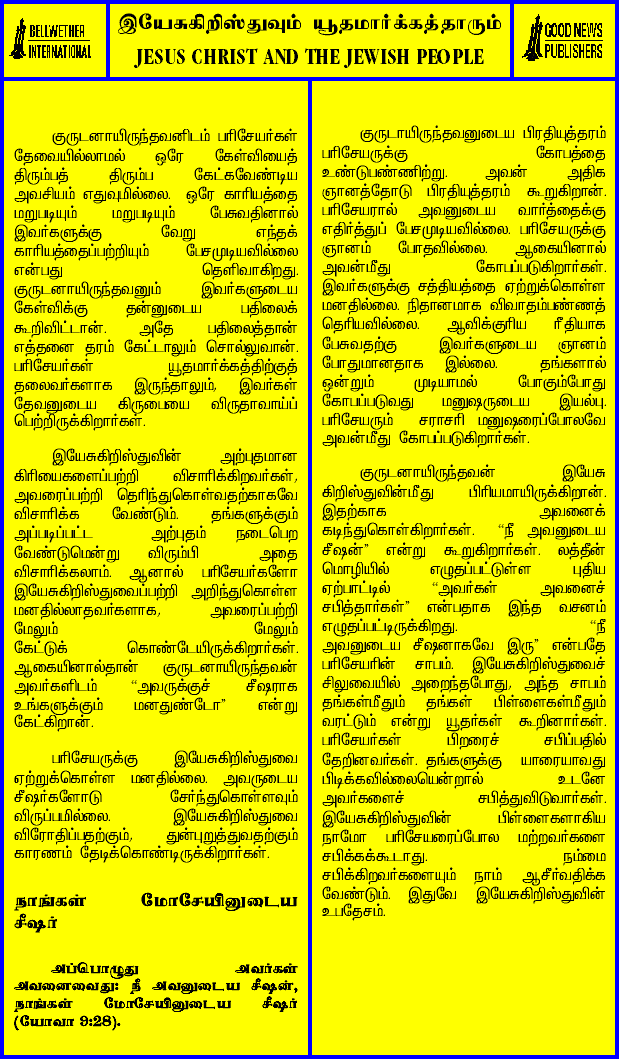 BELLWETHER
INTERNATIONAL
இயேசுகிறிஸ்துவும் யூதமார்க்கத்தாரும்
JESUS CHRIST AND THE JEWISH PEOPLE
GOOD NEWS
PUBLISHERS
குருடனாயிருந்தவனிடம் பரிசேயர்கள்
தேவையில்லாமல் ஒரே கேள்வியைத்
திரும்பத் திரும்ப கேட்கவேண்டிய
அவசியம் எதுவுமில்லை. ஒரே காரியத்தை
மறுபடியும் மறுபடியும் பேசுவதினால்
இவர்களுக்கு வேறு எந்தக்
காரியத்தைப்பற்றியும் பேசமுடியவில்லை
என்பது தெளிவாகிறது.
குருடனாயிருந்தவனும் இவர்களுடைய
கேள்விக்கு தன்னுடைய பதிலைக்
கூறிவிட்டான். அதே பதிலைத்தான்
எத்தனை தரம் கேட்டாலும் சொல்லுவான்.
பரிசேயர்கள் யூதமார்க்கத்திற்குத்
தலைவர்களாக இருந்தாலும், இவர்கள்
தேவனுடைய கிருபையை விருதாவாய்ப்
பெற்றிருக்கிறார்கள்.
இயேசுகிறிஸ்துவின் அற்புதமான
கிரியைகளைப்பற்றி விசாரிக்கிறவர்கள்,
அவரைப்பற்றி தெரிந்துகொள்வதற்காகவே
விசாரிக்க வேண்டும். தங்களுக்கும்
அப்படிப்பட்ட அற்புதம் நடைபெற
வேண்டுமென்று விரும்பி அதை
விசாரிக்கலாம். ஆனால் பரிசேயர்களோ
இயேசுகிறிஸ்துவைப்பற்றி அறிந்துகொள்ள
மனதில்லாதவர்களாக, அவரைப்பற்றி
மேலும் மேலும்
கேட்டுக் கொண்டேயிருக்கிறார்கள்.
ஆகையினால்தான் குருடனாயிருந்தவன்
அவர்களிடம் “அவருக்குச் சீஷராக
உங்களுக்கும் மனதுண்டோ” என்று
கேட்கிறான்.
பரிசேயருக்கு இயேசுகிறிஸ்துவை
ஏற்றுக்கொள்ள மனதில்லை. அவருடைய
சீஷர்களோடு சேர்ந்துகொள்ளவும்
விருப்பமில்லை. இயேசுகிறிஸ்துவை
விரோதிப்பதற்கும், துன்புறுத்துவதற்கும்
காரணம் தேடிக்கொண்டிருக்கிறார்கள்.
நாங்கள் மோசேயினுடைய
சீஷர்
அப்பொழுது அவர்கள்
அவனைவைது: நீ அவனுடைய சீஷன்,
நாங்கள் மோசேயினுடைய சீஷர்
(யோவா 9:28).
குருடாயிருந்தவனுடைய பிரதியுத்தரம்
பரிசேயருக்கு கோபத்தை
உண்டுபண்ணிற்று. அவன் அதிக
ஞானத்தோடு பிரதியுத்தரம் கூறுகிறான்.
பரிசேயரால் அவனுடைய வார்த்தைக்கு
எதிர்த்துப் பேசமுடியவில்லை. பரிசேயருக்கு
ஞானம் போதவில்லை. ஆகையினால்
அவன்மீது கோபப்படுகிறார்கள்.
இவர்களுக்கு சத்தியத்தை ஏற்றுக்கொள்ள
மனதில்லை. நிதானமாக விவாதம்பண்ணத்
தெரியவில்லை. ஆவிக்குரிய ரீதியாக
பேசுவதற்கு இவர்களுடைய ஞானம்
போதுமானதாக இல்லை. தங்களால்
ஒன்றும் முடியாமல் போகும்போது
கோபப்படுவது மனுஷருடைய இயல்பு.
பரிசேயரும் சராசரி மனுஷரைப்போலவே
அவன்மீது கோபப்படுகிறார்கள்.
குருடனாயிருந்தவன் இயேசு
கிறிஸ்துவின்மீது பிரியமாயிருக்கிறான்.
இதற்காக அவனைக்
கடிந்துகொள்கிறார்கள். “நீ அவனுடைய
சீஷன்” என்று கூறுகிறார்கள். லத்தீன்
மொழியில் எழுதப்பட்டுள்ள புதிய
ஏற்பாட்டில் “அவர்கள் அவனைச்
சபித்தார்கள்” என்பதாக இந்த வசனம்
எழுதப்பட்டிருக்கிறது. “நீ
அவனுடைய சீஷனாகவே இரு” என்பதே
பரிசேயரின் சாபம். இயேசுகிறிஸ்துவைச்
சிலுவையில் அறைந்தபோது, அந்த சாபம்
தங்கள்மீதும் தங்கள் பிள்ளைகள்மீதும்
வரட்டும் என்று யூதர்கள் கூறினார்கள்.
பரிசேயர்கள் பிறரைச் சபிப்பதில்
தேறினவர்கள். தங்களுக்கு யாரையாவது
பிடிக்கவில்லையென்றால் உடனே
அவர்களைச் சபித்துவிடுவார்கள்.
இயேசுகிறிஸ்துவின் பிள்ளைகளாகிய
நாமோ பரிசேயரைப்போல மற்றவர்களை
சபிக்கக்கூடாது. நம்மை
சபிக்கிறவர்களையும் நாம் ஆசீர்வதிக்க
வேண்டும். இதுவே இயேசுகிறிஸ்துவின்
உபதேசம்.